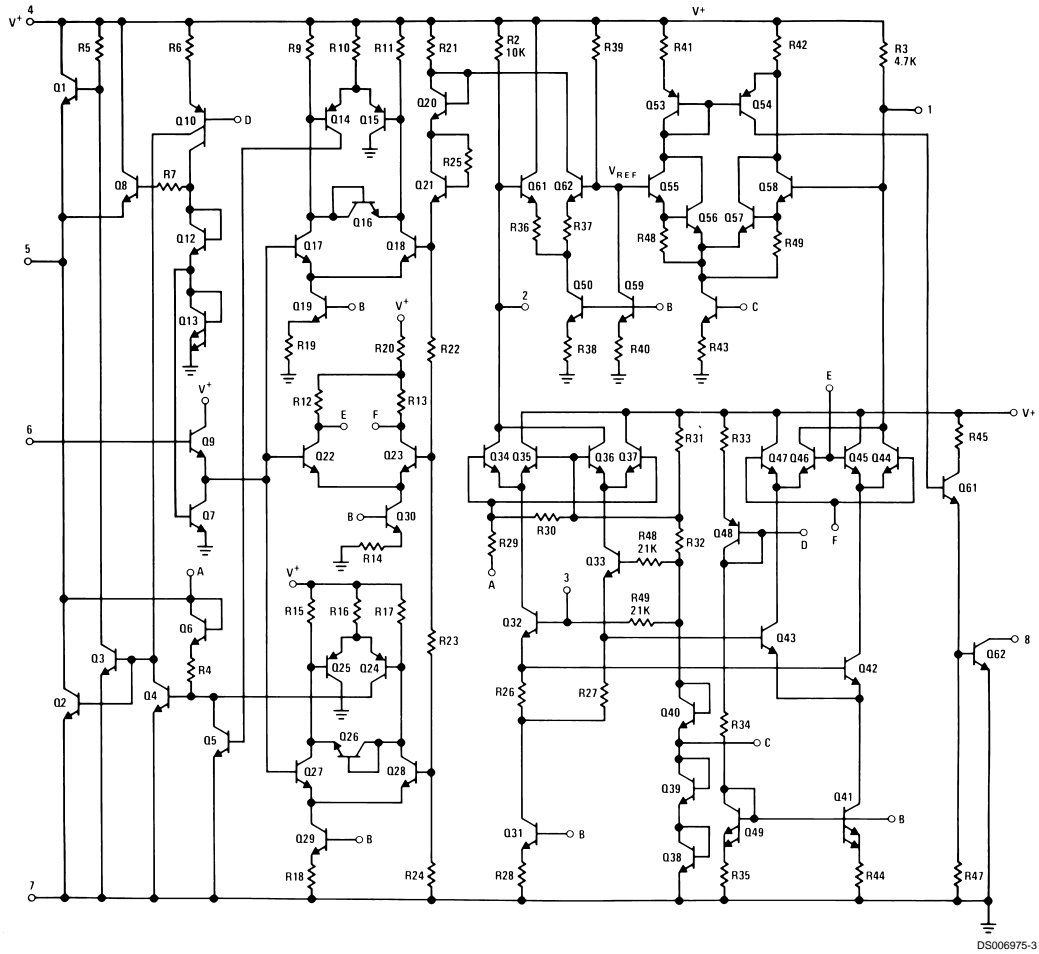 4
V+
V+
R5
R6
R9
R10
R11
R21
R2
10K
R39
R41
R42
R3
4.7K
Q1
Q20
Q53
Q54
1
Q10
D
Q14
Q15
R25
R7
Q8
Q21
Q61
Q62
VREF
Q55
Q58
Q16
Q56
Q57
R36
R37
Q12
Q17
Q18
R48
R49
5
Q50
Q59
2
B
C
Q19
B
Q13
V+
R38
R40
R43
R19
R20
R22
E
V+
R12
R13
V+
6
E
F
R31
R33
R45
Q9
Q22
Q23
Q34
Q35
Q36
Q37
Q47
Q46
Q45
Q44
Q61
Q7
B
Q30
R30
R14
R29
R32
Q48
D
F
A
R48
21K
Q33
A
V+
3
R49
21K
R15
R16
R17
Q6
Q32
R23
Q43
Q3
R4
Q25
Q24
8
Q62
Q42
Q2
Q4
R26
R27
Q40
R34
Q5
Q26
C
Q27
Q28
Q39
Q41
Q29
B
Q31
B
Q49
B
Q38
R18
R24
R28
R35
R44
R47
7
DS006975-3